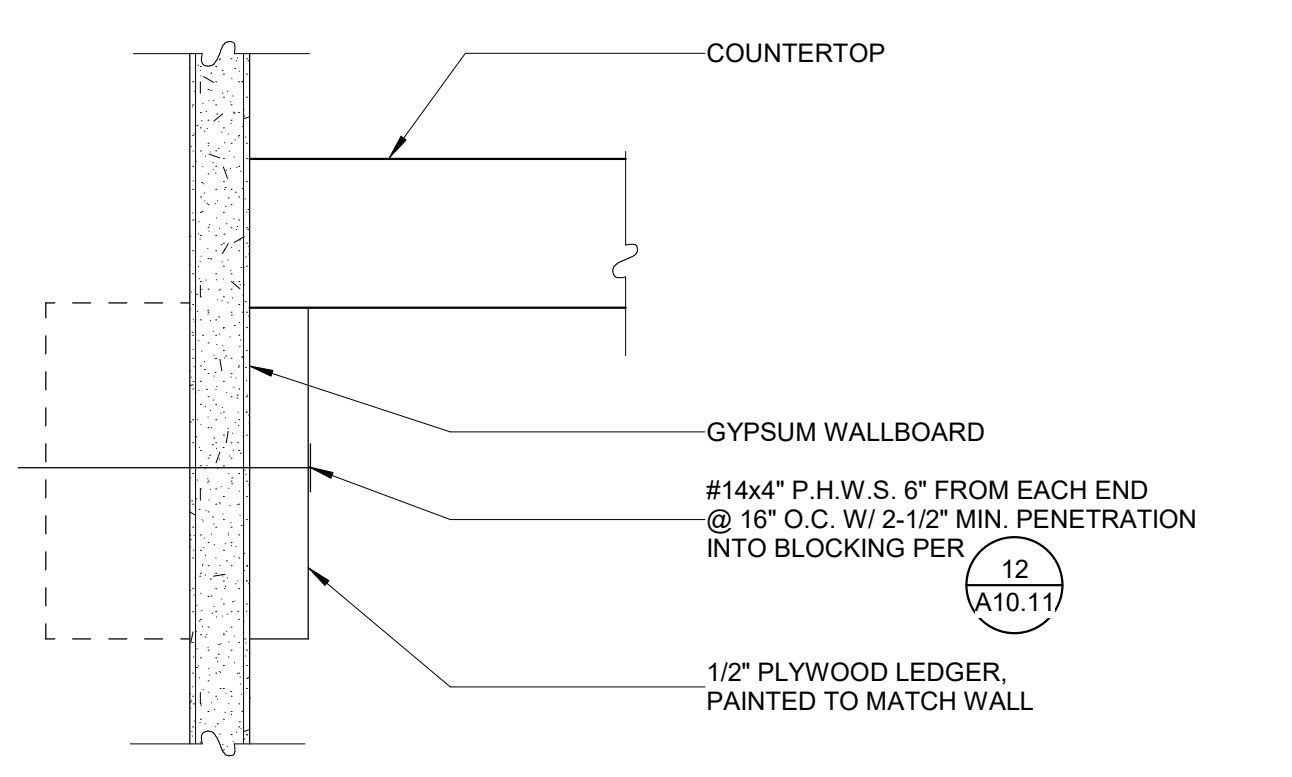 COUNTERTOP
GYPSUM WALLBOARD
#14x4" P.H.W.S. 6" FROM EACH END
@ 16" O.C. W/ 2-1/2" MIN. PENETRATION
INTO BLOCKING PER
12
A10.11
1/2" PLYWOOD LEDGER,
PAINTED TO MATCH WALL